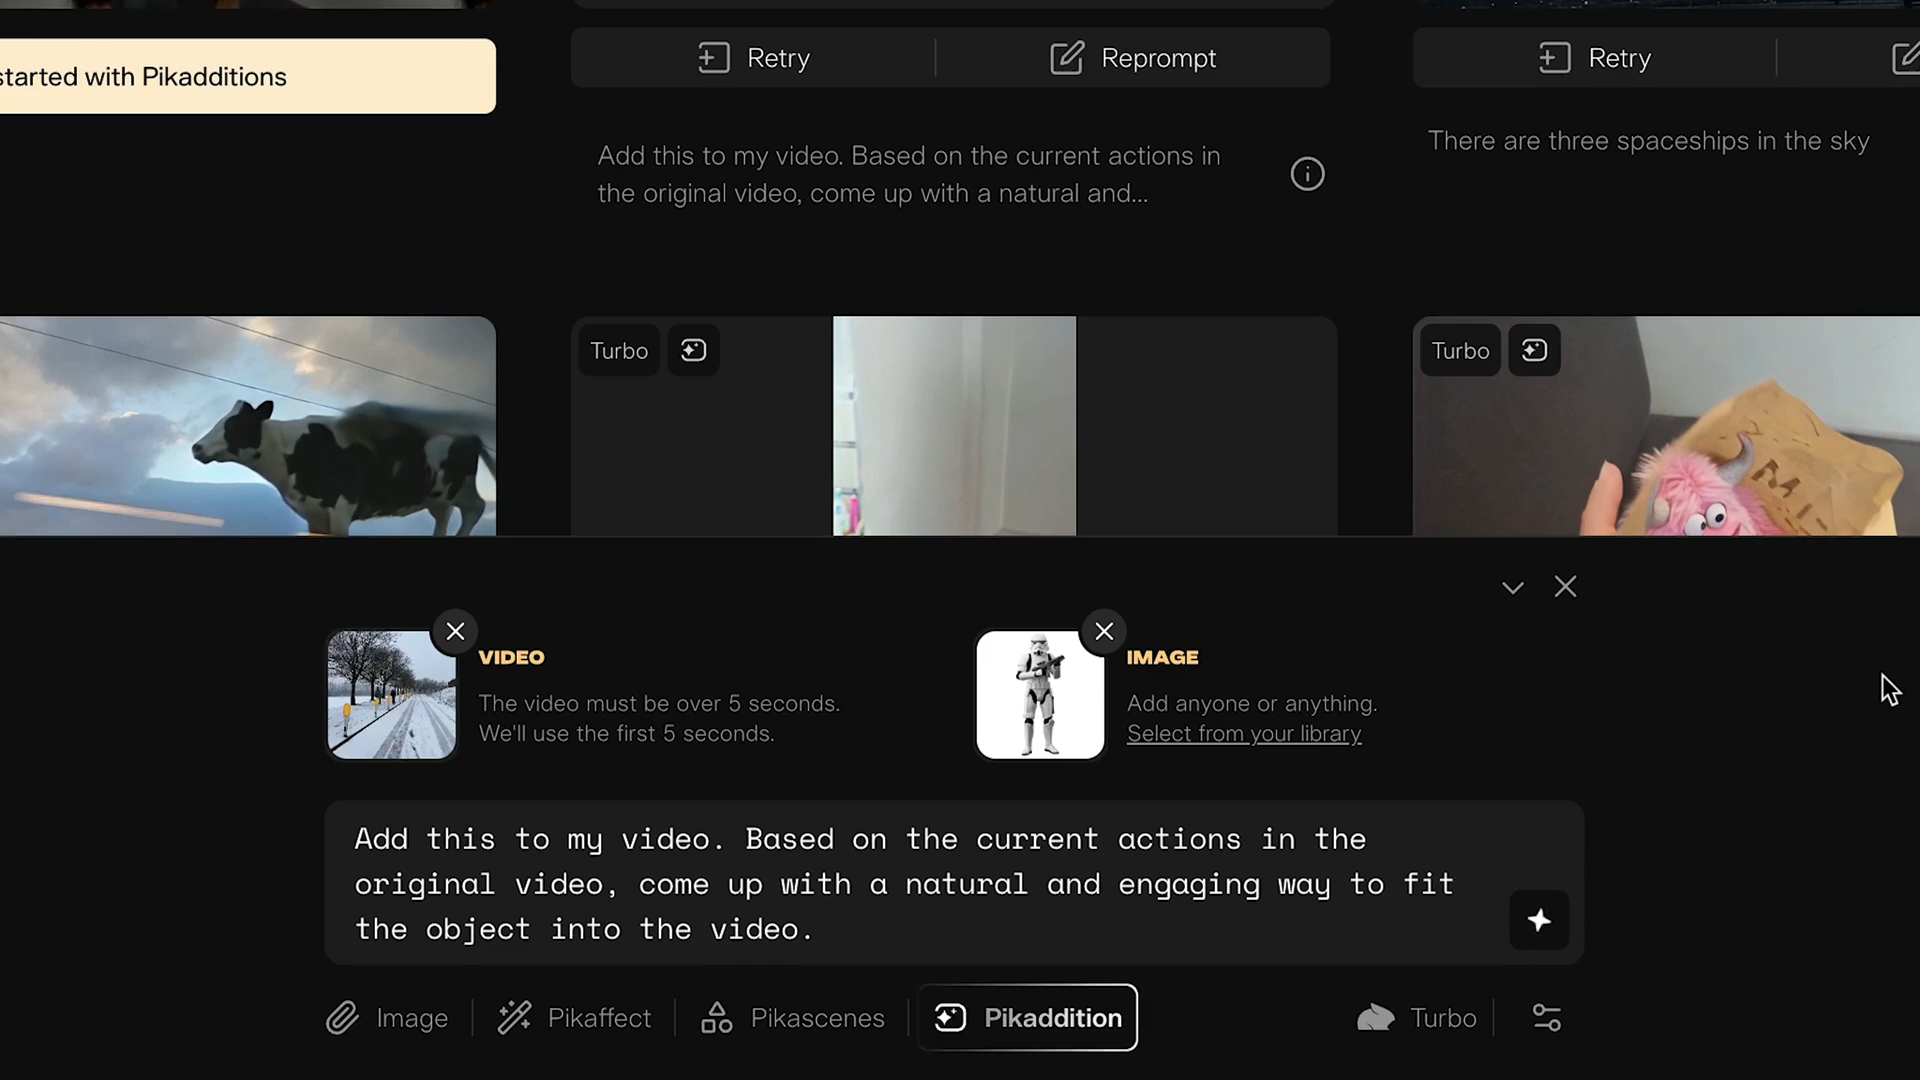 started with Pikadditions
Retry
Reprompt
Retry
Add this to my video. Based on the current actions in
the original video, come up with a natural and...
There are three spaceships in the sky
Turbo
Turbo
VIDEO
The video must be over 5 seconds.
We'll use the first 5 seconds.
IMAGE
Add anyone or anything.
Select from your library
Add this to my video. Based on the current actions in the
original video, come up with a natural and engaging way to fit
the object into the video.
Image
Pikaffect
Pikascenes
Pikaddition
Turbo